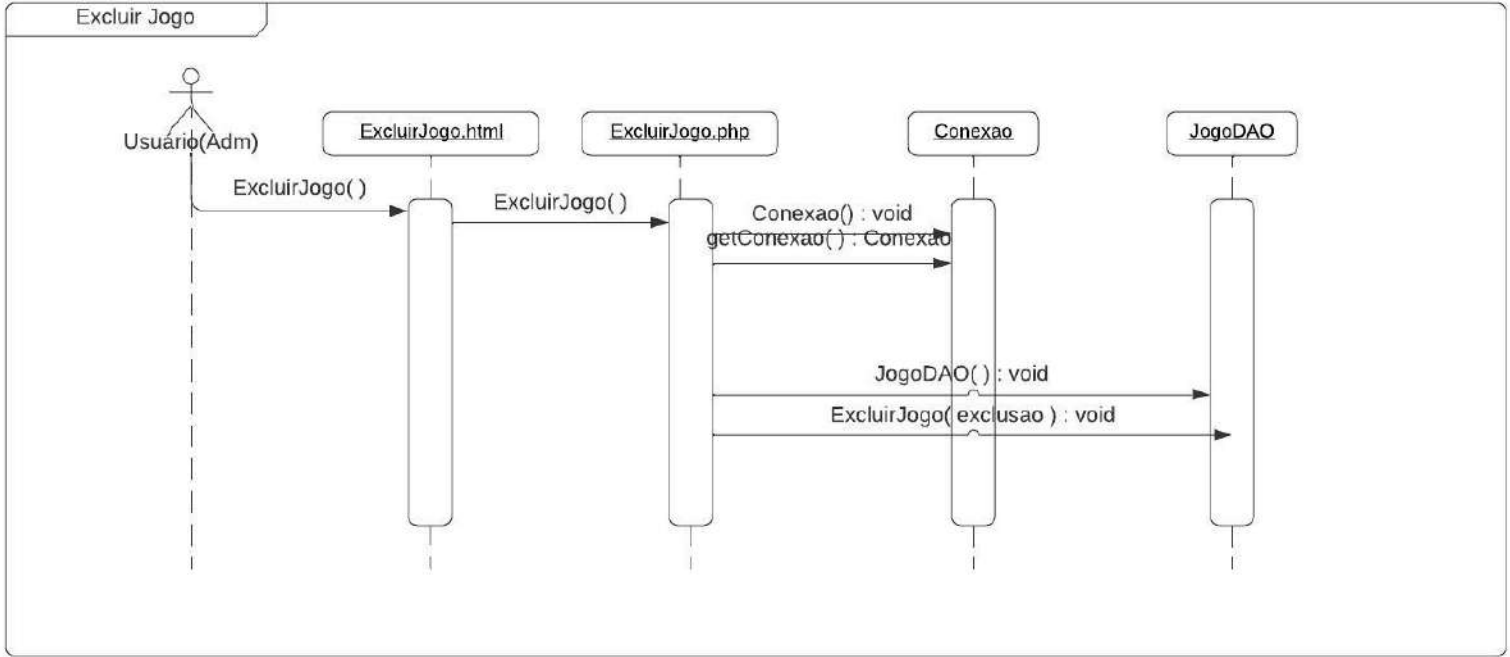 Excluir Jogo
Usuário(Adm)
ExcluirJogo.html
ExcluirJogo.php
Conexao
JogoDAO
ExcluirJogo( )
ExcluirJogo( )
Conexao() : void
getConexao( ) : Conexao
JogoDAO( ) : void
ExcluirJogo( exclusao ) : void